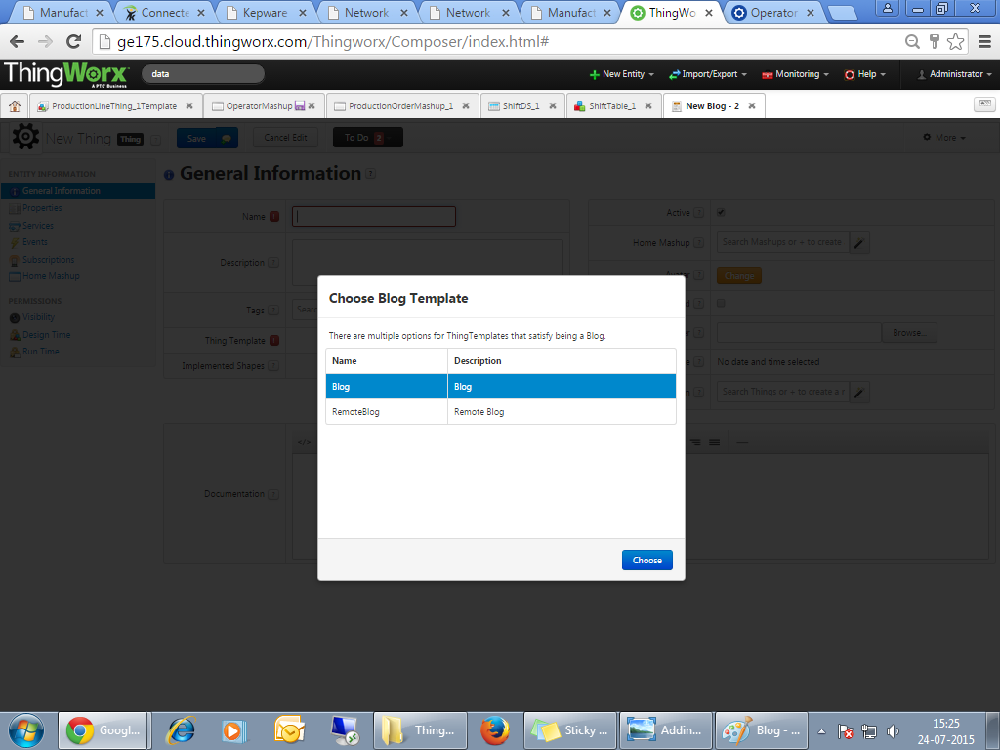 Manufact
Connecte
Kepware
Network
Network
Manufact
ThingWo
Operator
ge175.cloud.thingworx.com/Thingworx/Composer/index.html#
ThingWorx
A PTC Business
data
New Entity
Import/Export
Monitoring
Help
Administrator
ProductionLineThing_1Template
OperatorMashup
ProductionOrderMashup_1
ShiftDS_1
ShiftTable_1
New Blog - 2
New Thing Thing
Save
Cancel Edit
To Do 2
More
ENTITY INFORMATION
General Information
Properties
Services
Events
Subscriptions
Home Mashup
PERMISSIONS
Visibility
Design Time
Run Time
General Information
Name
Description
Tags
Thing Template
Implemented Shapes
Documentation
Active
Home Mashup
Search Mashups or + to create
Change
Browse...
No date and time selected
Search Things or + to create a n
Choose Blog Template
There are multiple options for ThingTemplates that satisfy being a Blog.
Name Description
Blog Blog
RemoteBlog Remote Blog
Choose
Googl...
Thing...
Sticky ...
Addin...
Blog - ...
15:25
24-07-2015